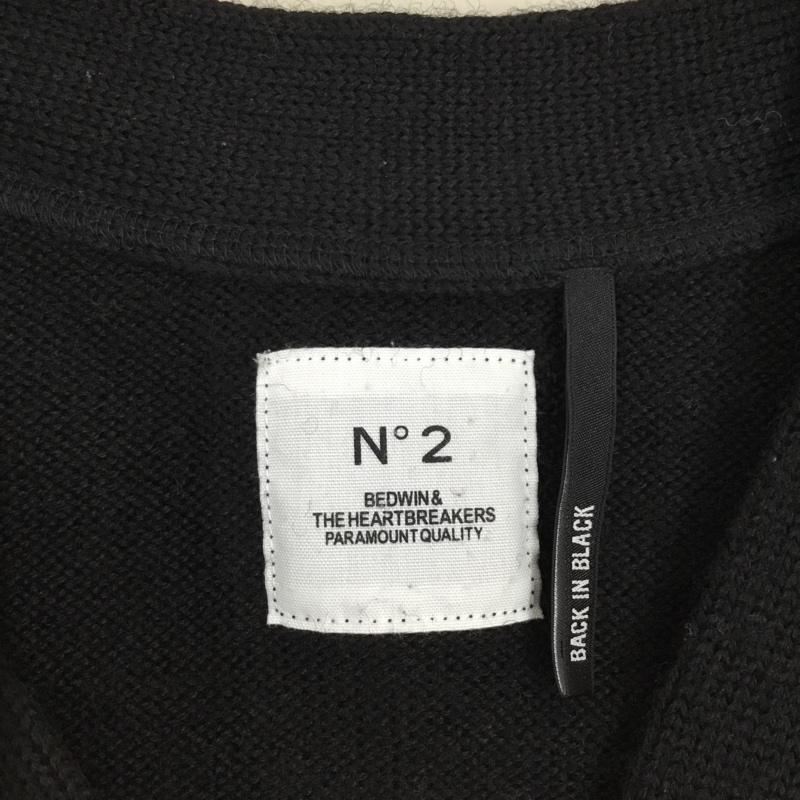 N° 2
BEDWIN &
THE HEARTBREAKERS
PARAMOUNT QUALITY
BACK IN BLACK